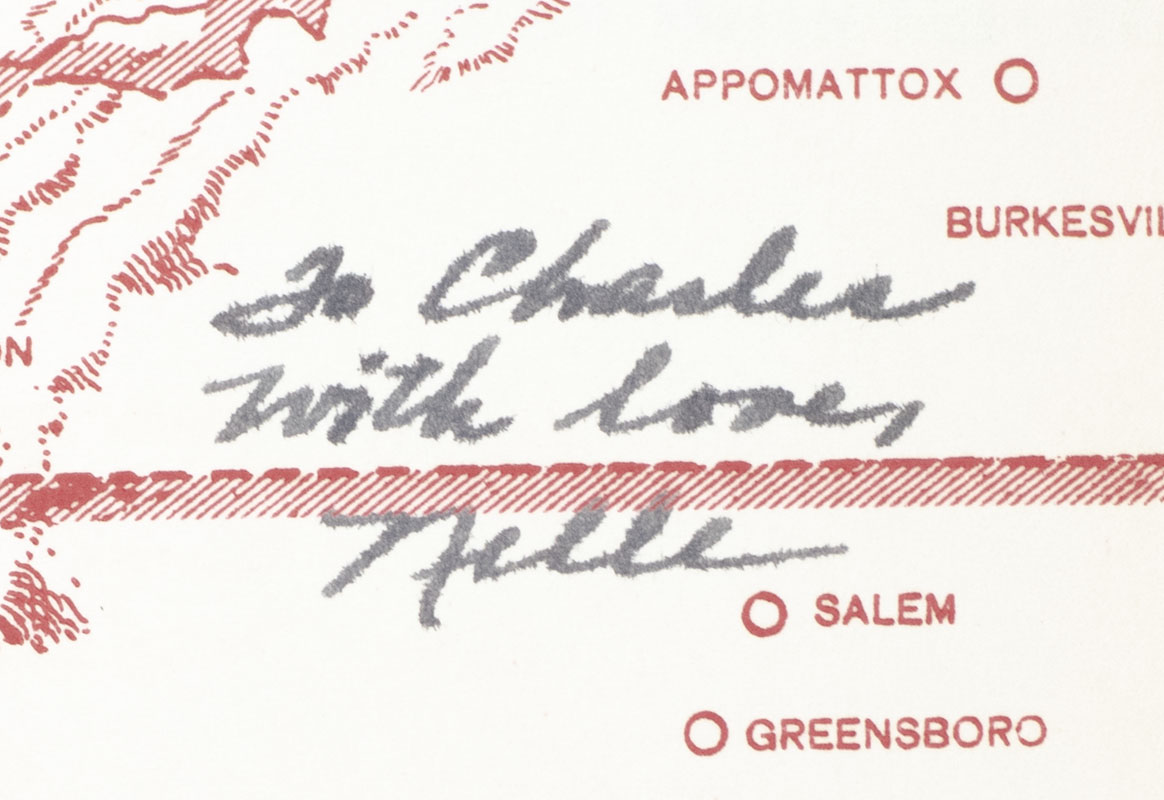 APPOMATTOX
BURKESVIL
To Charles
With love,
Nelle
SALEM
GREENSBORO